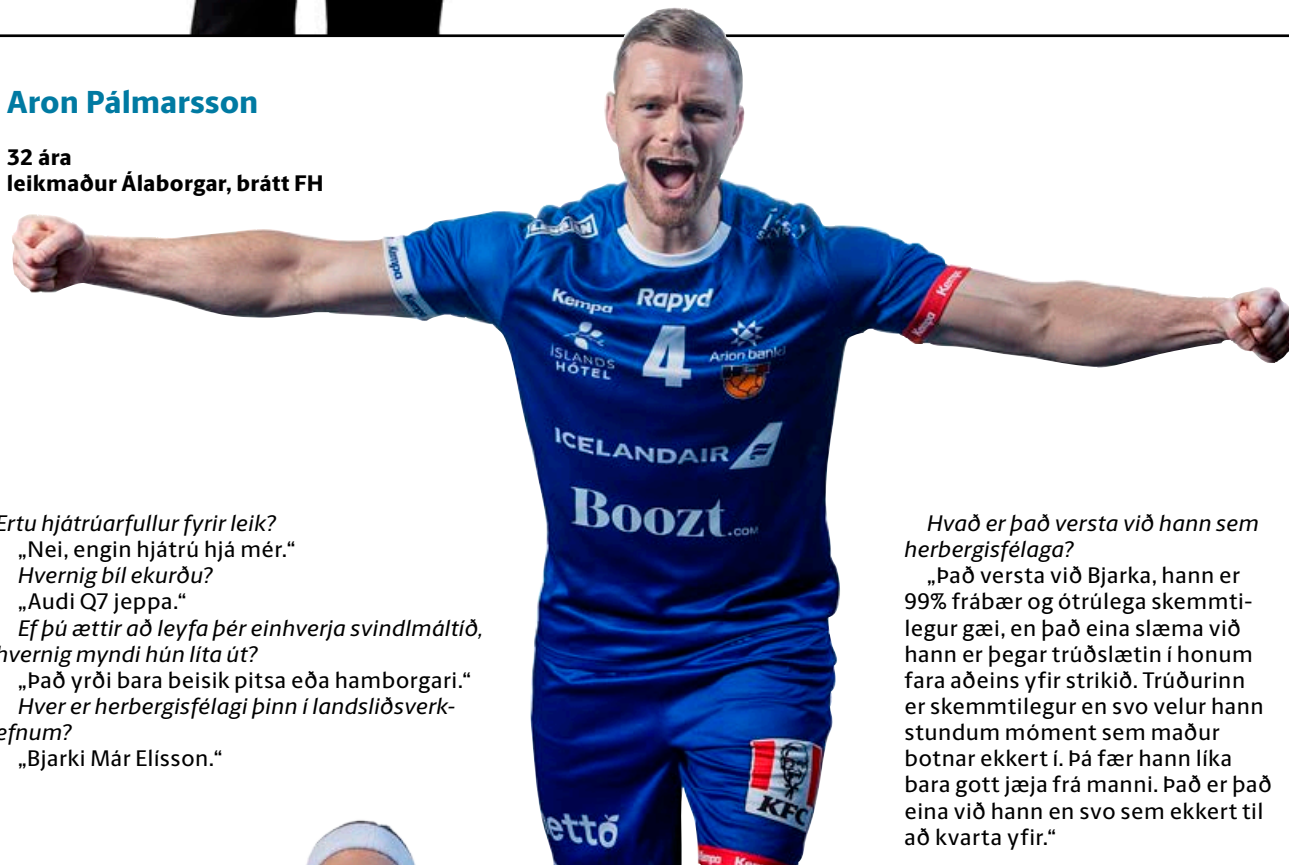 Aron Pálmarsson
32 ára
leikmaður Álaborgar, brátt FH
Kempa
Kempa
Kempa
Kempa
Kempa
Rapyd
ÍSLANDS
HÓTEL
4
Arion banki
ICELANDAIR
Boozt.COM
KFC
Kempa
Ertu hjátrúarfullur fyrir leik?
„Nei, engin hjátrú hjá mér.“
Hvernig bíl ekurðu?
„Audi Q7 jeppa.“
Ef þú ættir að leyfa þér einhverja svindlmáltíð,
hvernig myndi hún líta út?
„Það yrði bara beisik pitsa eða hamborgari.“
Hver er herbergisfélagi þinn í landsliðsverk-
efnum?
„Bjarki Már Elísson.“
Hvað er það versta við hann sem
herbergisfélaga?
„Það versta við Bjarka, hann er
99% frábær og ótrúlega skemmti-
legur gæi, en það eina slæma við
hann er þegar trúðslætin í honum
fara aðeins yfir strikið. Trúðurinn
er skemmtilegur en svo velur hann
stundum móment sem maður
botnar ekkert í. Þá fær hann líka
bara gott jæja frá manni. Það er það
eina við hann en svo sem ekkert til
að kvarta yfir.“